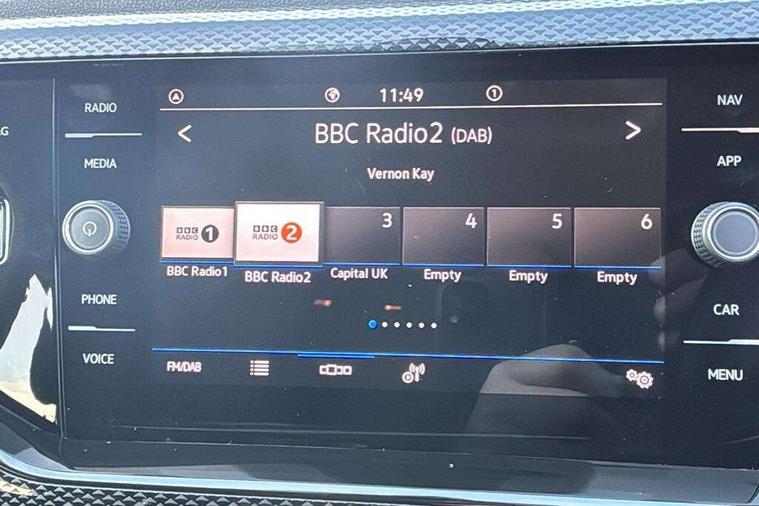 RADIO
MEDIA
PHONE
VOICE
11:49
1
BBC Radio2 (DAB)
Vernon Kay
BBC RADIO 1
BBC RADIO 2
3
4
5
6
BBC Radio1
BBC Radio2
Capital UK
Empty
Empty
Empty
FM/DAB
NAV
APP
CAR
MENU